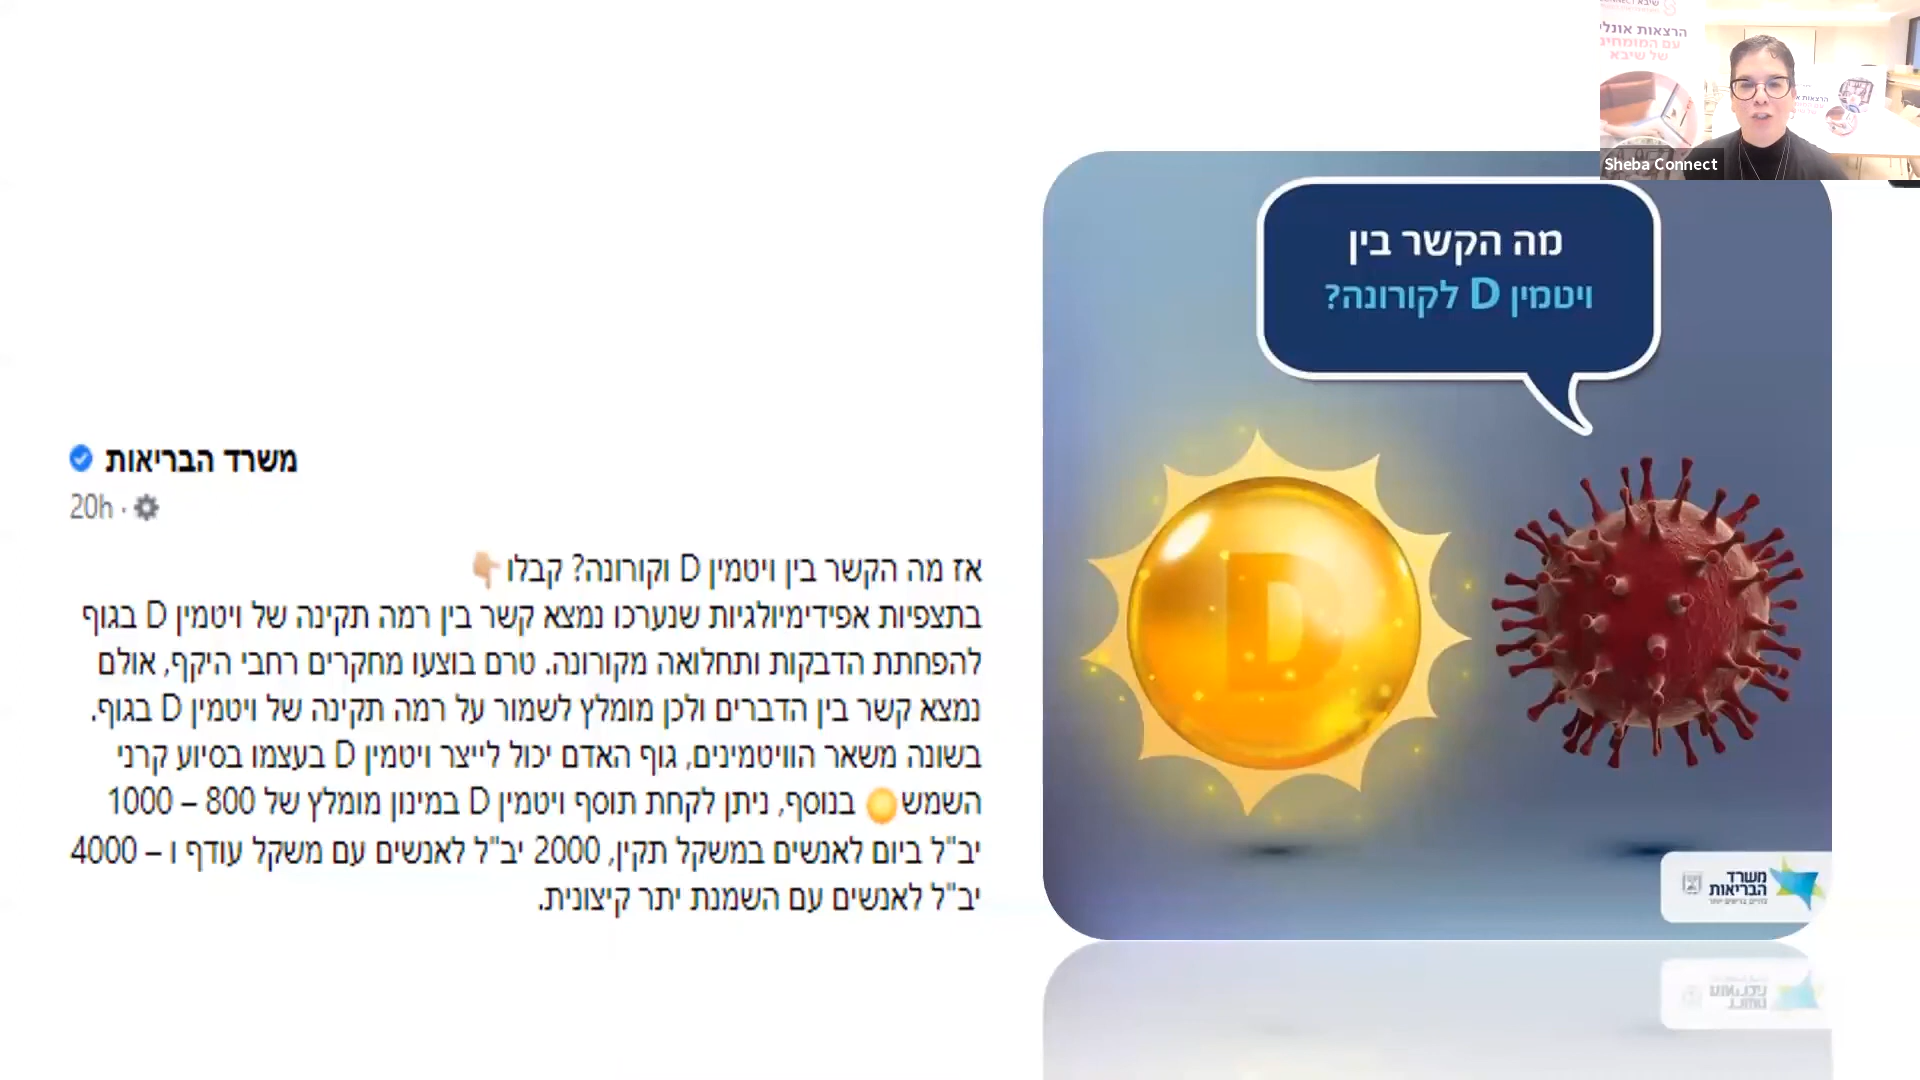 הרצאות אונליי
עם המומחים
של שיבא
Sheba Connect
מה הקשר בין
ויטמין D לקורונה?
משרד הבריאות
20h ·
אז מה הקשר בין ויטמין D וקורונה? קבלו
בתצפיות אפידימיולגיות שנערכו נמצא קשר בין רמה תקינה של ויטמין D בגוף
להפחתת הדבקות ותחלואה מקורונה. טרם בוצעו מחקרים רחבי היקף, אולם
נמצא קשר בין הדברים ולכן מומלץ לשמור על רמה תקינה של ויטמין D בגוף.
בשונה משאר הוויטמינים, גוף האדם יכול לייצר ויטמין D בעצמו בסיוע קרני
השמש🟡 בנוסף, ניתן לקחת תוסף ויטמין D במינון מומלץ של 800 – 1000
יב"ל ביום לאנשים במשקל תקין, 2000 יב"ל לאנשים עם משקל עודף ו – 4000
יב"ל לאנשים עם השמנת יתר קיצונית.
D
משרד
הבריאות
לחיים בריאים יותר